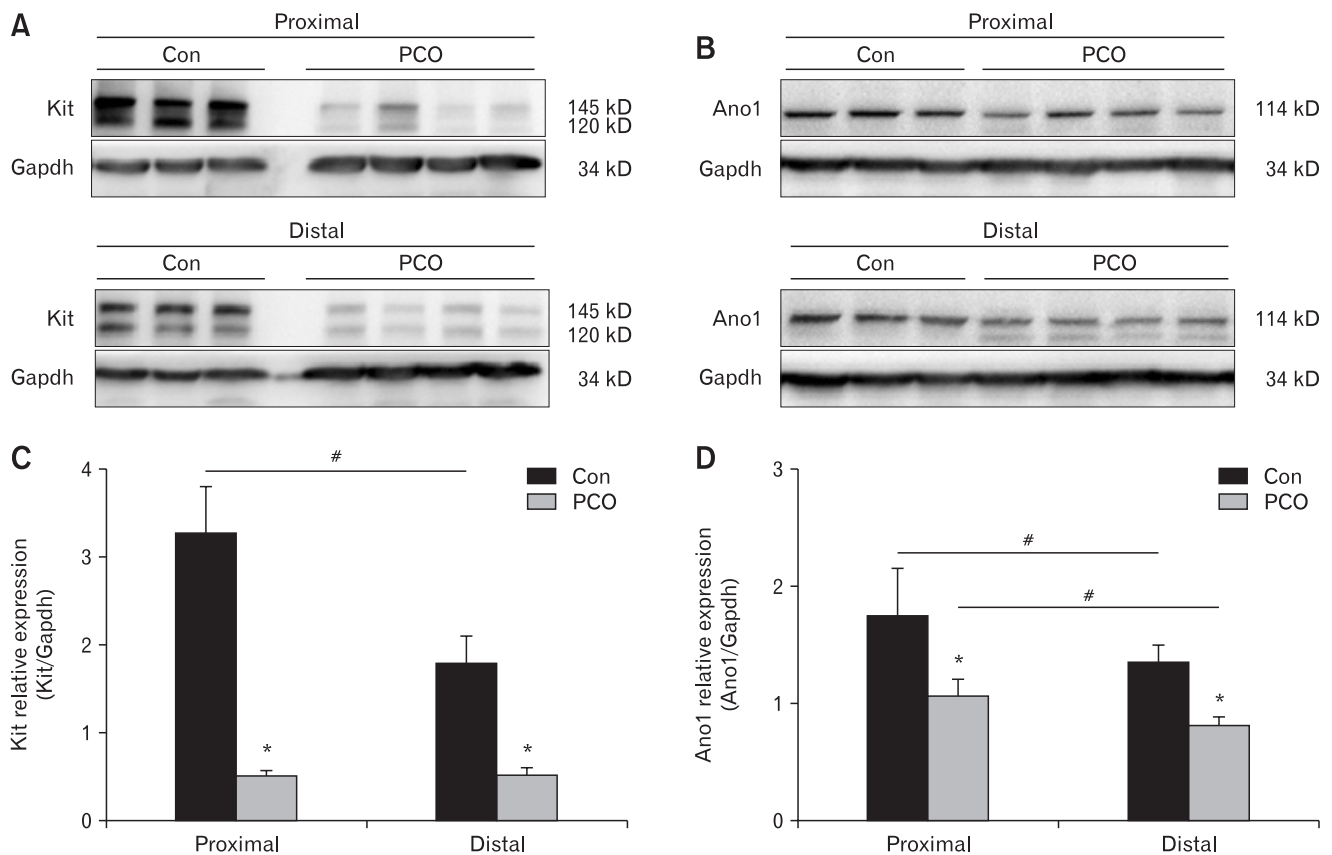 A
Proximal
Con
PCO
Kit
145 kD
120 kD
Gapdh
34 kD
Distal
Con
PCO
Kit
145 kD
120 kD
Gapdh
34 kD
B
Proximal
Con
PCO
Ano1
114 kD
Gapdh
34 kD
Distal
Con
PCO
Ano1
114 kD
Gapdh
34 kD
C
Kit relative expression
(Kit/Gapdh)
4
3
2
1
0
#
*
*
Con
PCO
Proximal
Distal
D
Ano1 relative expression
(Ano1/Gapdh)
3
2
1
0
#
#
*
*
Con
PCO
Proximal
Distal